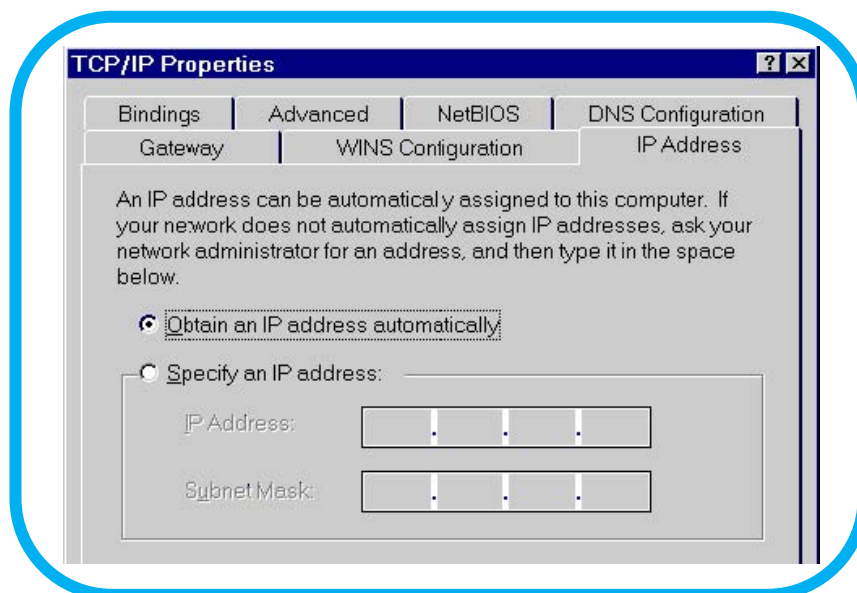 TCP/IP Properties
Bindings Advanced NetBIOS DNS Configuration
Gateway WINS Configuration IP Address
An IP address can be automatically assigned to this computer. If
your network does not automatically assign IP addresses, ask your
network administrator for an address, and then type it in the space
below.
Obtain an IP address automatically
Specify an IP address:
IP Address:
. . .
Subnet Mask:
. . .